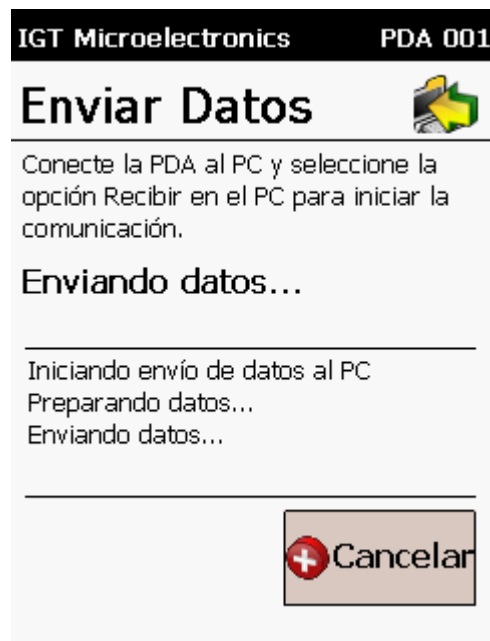 IGT Microelectronics PDA 001
Enviar Datos
Conecte la PDA al PC y seleccione la
opción Recibir en el PC para iniciar la
comunicación.
Enviando datos...
Iniciando envío de datos al PC
Preparando datos...
Enviando datos...
Cancelar